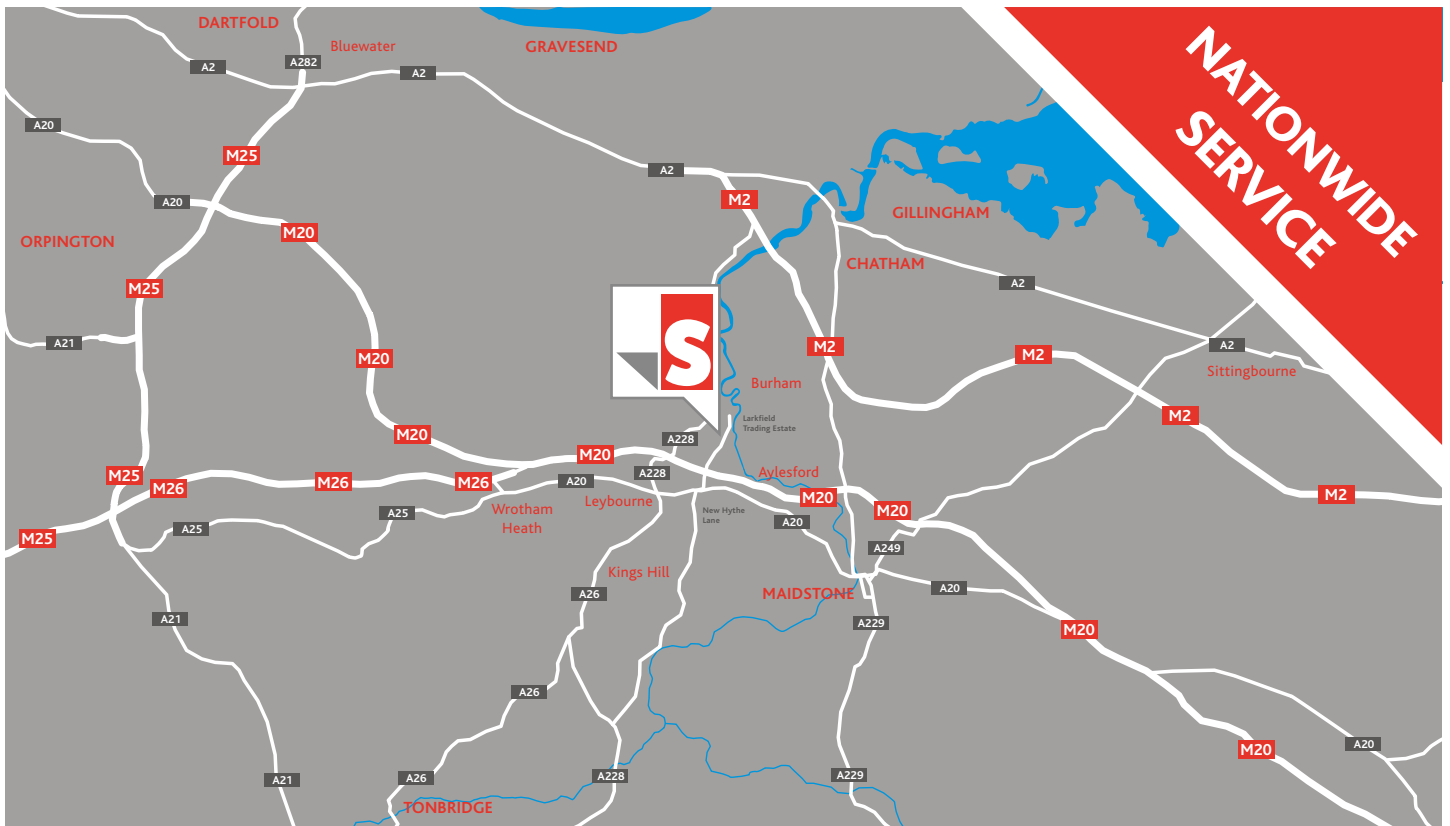 DARTFOLD
Bluewater
GRAVESEND
NATIONWIDE
SERVICE
A282
A2
A2
A20
M25
A2
A20
M2
M20
GILLINGHAM
ORPINGTON
CHATHAM
A2
M25
S
A21
M20
M2
M2
A2
Sittingbourne
Burham
M2
Larkfield
Trading Estate
M20
A228
M20
M25
M26
M26
M26
A20
A228
Aylesford
Leybourne
M20
M2
Wrotham
Heath
A25
A25
New Hythe
Lane
A20
M20
M25
A249
Kings Hill
A26
MAIDSTONE
A20
A21
A229
M20
A26
A20
M20
A21
A26
A228
A229
TONBRIDGE